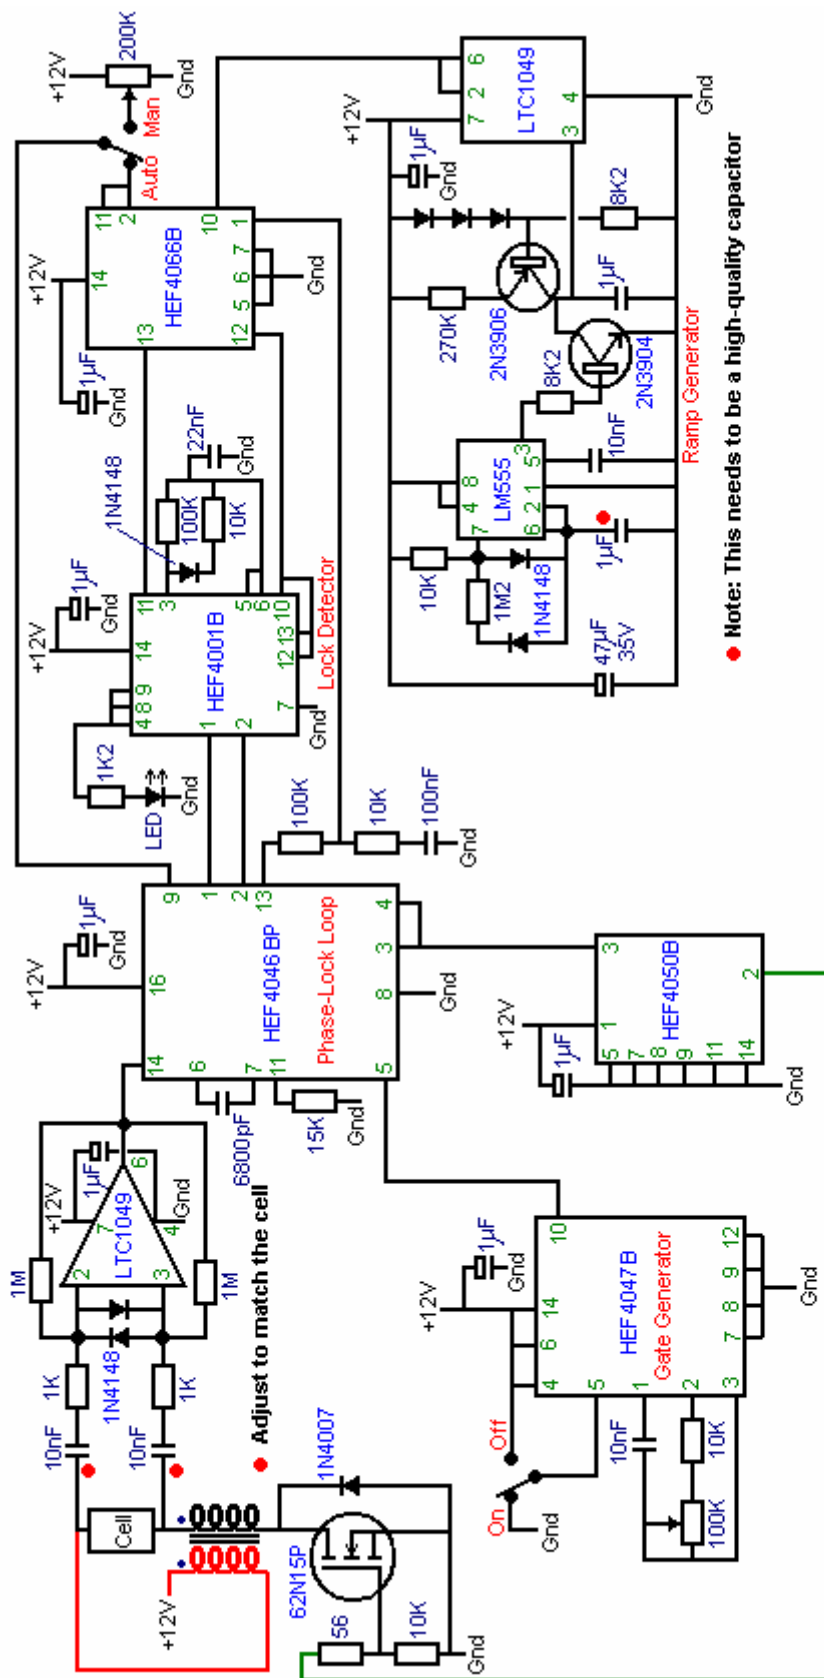 +12V
200K
Gnd
Man
Auto
11
2
14
HEF4066B
13
10
1
7
6
5
12
Gnd
+12V
1µF
Gnd
22nF
Gnd
1N4148
100K
10K
+12V
1µF
Gnd
11
3
14
HEF4001B
5
6
10
13
12
Lock Detector
9
8
4
1
2
7
Gnd
1K2
LED
Gnd
100K
10K
100nF
Gnd
+12V
1µF
Gnd
9
1
2
13
16
HEF4046BP
Phase-Lock Loop
4
3
8
Gnd
14
6
7
11
5
6800pF
15K
Gnd
1M
+12V
1µF
7
6
4
Gnd
LTC1049
2
3
1M
1N4148
1K
1K
10nF
10nF
Adjust to match the cell
Cell
+12V
1N4007
62N15P
56
10K
Gnd
+12V
1µF
Gnd
10
14
6
4
HEF4047B
Gate Generator
5
1
2
3
12
9
8
7
Gnd
Off
On
Gnd
10nF
10K
100K
+12V
1µF
3
1
HEF4050B
2
5
7
8
9
11
14
Gnd
+12V
1µF
Gnd
6
2
7
LTC1049
3
4
Gnd
8K2
1µF
270K
2N3906
2N3904
8K2
10nF
Ramp Generator
8
4
3
LM555
5
1
2
6
7
10K
1M2
1N4148
1µF
47µF
35V
Note: This needs to be a high-quality capacitor